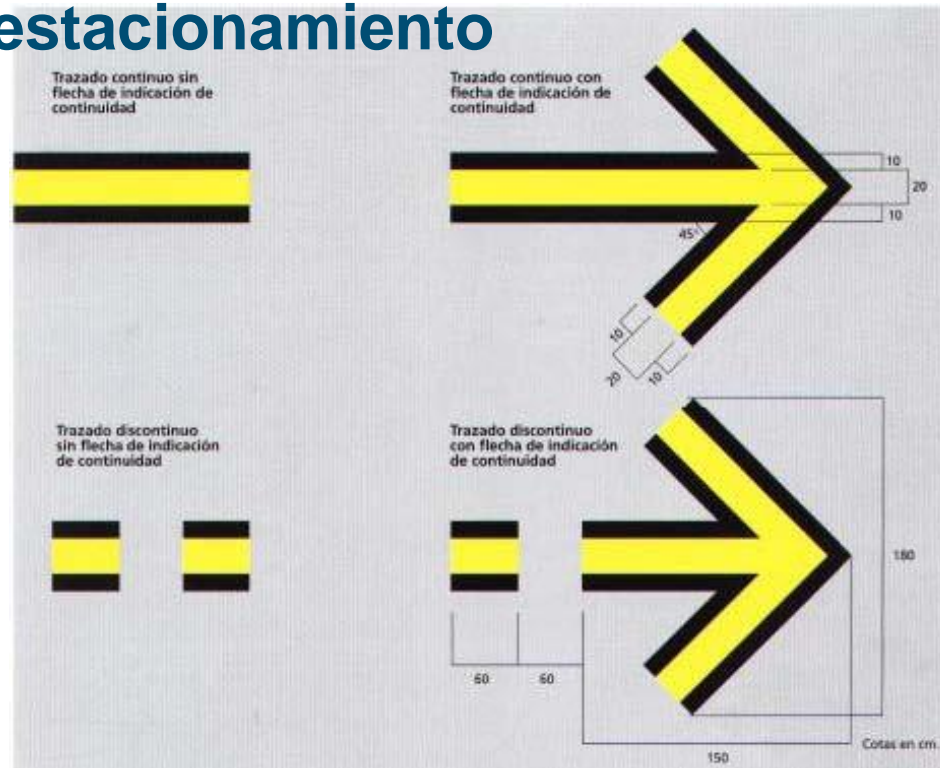 estacionamiento
Trazado continuo sin
flecha de indicación de
continuidad
Trazado continuo con
flecha de indicación de
continuidad
10
20
10
45º
10
20
10
Trazado discontinuo
sin flecha de indicación
de continuidad
Trazado discontinuo
con flecha de indicación
de continuidad
180
60
60
150
Cotas en cm.